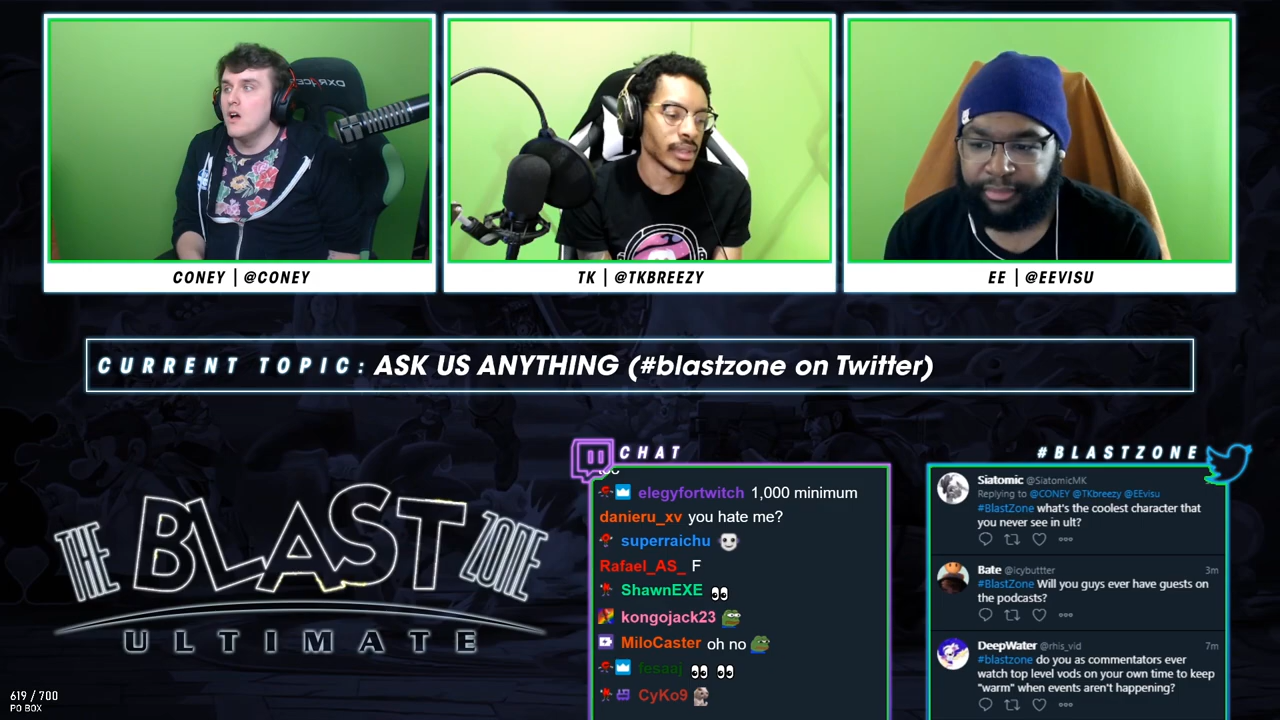 DXRACER
CONEY | @CONEY
TK | @TKBREEZY
EE | @EEVISU
CURRENT TOPIC: ASK US ANYTHING (#blastzone on Twitter)
THE BLAST ZONE
ULTIMATE
619 / 700
PO BOX
CHAT
elegyfortwitch 1,000 minimum
danieru_xv you hate me?
superraichu
Rafael_AS_ F
ShawnEXE
kongojack23
MiloCaster oh no
fesaaj
CyKo9
#BLASTZONE
Siatomic @SiatomicMK
Replying to @CONEY @TKBreezy @EEvisu
#BlastZone what's the coolest character that
you never see in ult?
Bate @icybuttter 3m
#BlastZone Will you guys ever have guests on
the podcasts?
DeepWater @rhis_vid 7m
#blastzone do you as commentators ever
watch top level vods on your own time to keep
"warm" when events aren't happening?